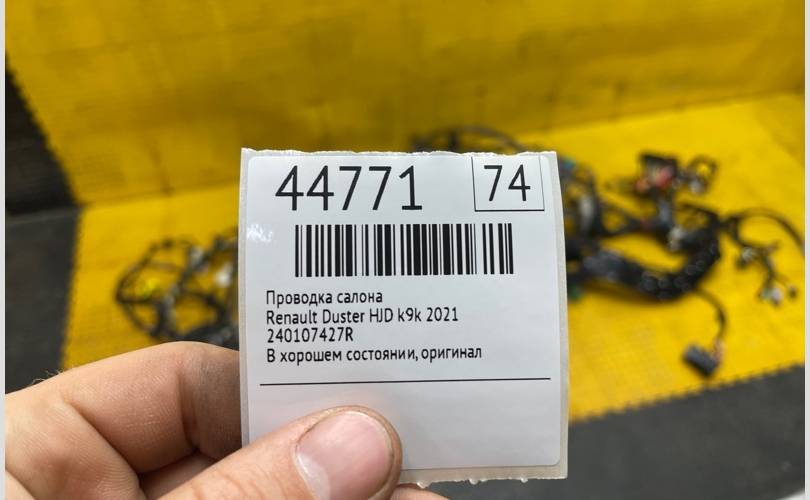 44771 74
Проводка салона
Renault Duster HJD k9k 2021
240107427R
В хорошем состоянии, оригинал